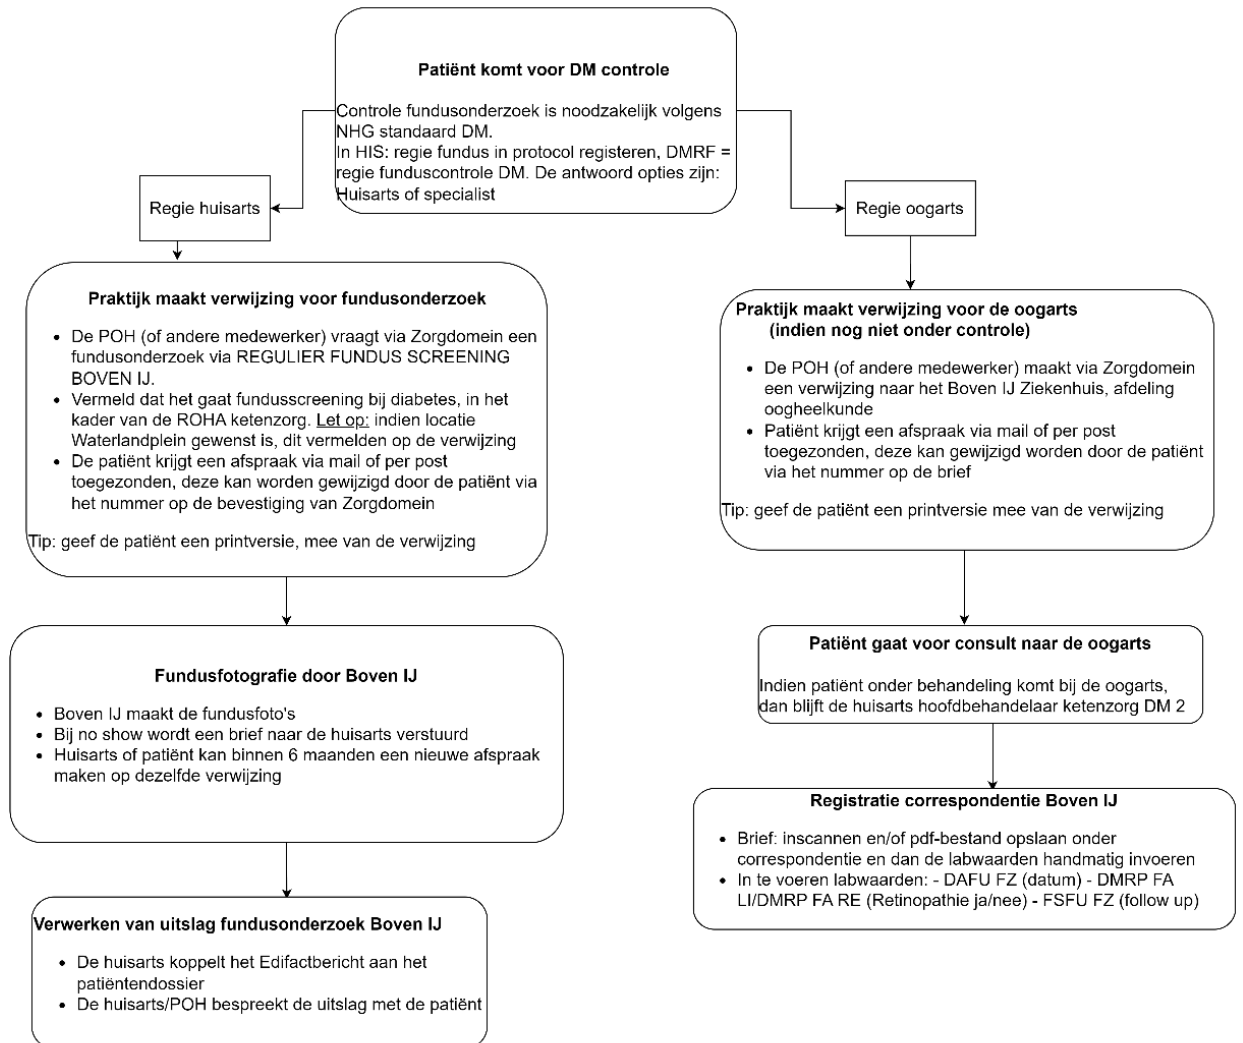 Patiënt komt voor DM controle
Controle fundusonderzoek is noodzakelijk volgens
NHG standaard DM.
In HIS: regie fundus in protocol registeren, DMRF =
regie funduscontrole DM. De antwoord opties zijn:
Huisarts of specialist
Regie huisarts
Regie oogarts
Praktijk maakt verwijzing voor fundusonderzoek
• De POH (of andere medewerker) vraagt via Zorgdomein een
fundusonderzoek via REGULIER FUNDUS SCREENING
BOVEN IJ.
• Vermeld dat het gaat fundusscreening bij diabetes, in het
kader van de ROHA ketenzorg. Let op: indien locatie
Waterlandplein gewenst is, dit vermelden op de verwijzing
• De patiënt krijgt een afspraak via mail of per post
toegezonden, deze kan worden gewijzigd door de patiënt via
het nummer op de bevestiging van Zorgdomein
Tip: geef de patiënt een printversie, mee van de verwijzing
Praktijk maakt verwijzing voor de oogarts
(indien nog niet onder controle)
• De POH (of andere medewerker) maakt via Zorgdomein
een verwijzing naar het Boven IJ Ziekenhuis, afdeling
oogheelkunde
• Patiënt krijgt een afspraak via mail of per post
toegezonden, deze kan gewijzigd worden door de patiënt
via het nummer op de brief
Tip: geef de patiënt een printversie mee van de verwijzing
Fundusfotografie door Boven IJ
• Boven IJ maakt de fundusfoto's
• Bij no show wordt een brief naar de huisarts verstuurd
• Huisarts of patiënt kan binnen 6 maanden een nieuwe afspraak
maken op dezelfde verwijzing
Patiënt gaat voor consult naar de oogarts
Indien patiënt onder behandeling komt bij de oogarts,
dan blijft de huisarts hoofdbehandelaar ketenzorg DM 2
Registratie correspondentie Boven IJ
• Brief: inscannen en/of pdf-bestand opslaan onder
correspondentie en dan de labwaarden handmatig invoeren
• In te voeren labwaarden: - DAFU FZ (datum) - DMRP FA
LI/DMRP FA RE (Retinopathie ja/nee) - FSFU FZ (follow up)
Verwerken van uitslag fundusonderzoek Boven IJ
• De huisarts koppelt het Edifactbericht aan het
patiëntendossier
• De huisarts/POH bespreekt de uitslag met de patiënt